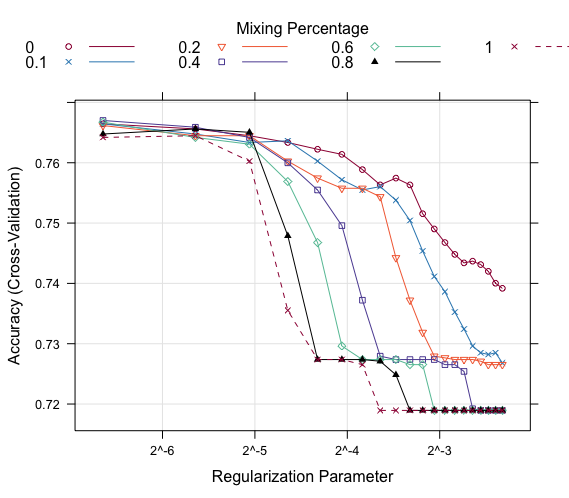 Mixing Percentage
0 0.2 0.6 1
0.1 0.4 0.8
Accuracy (Cross-Validation)
0.76
0.75
0.74
0.73
0.72
2^-6 2^-5 2^-4 2^-3
Regularization Parameter